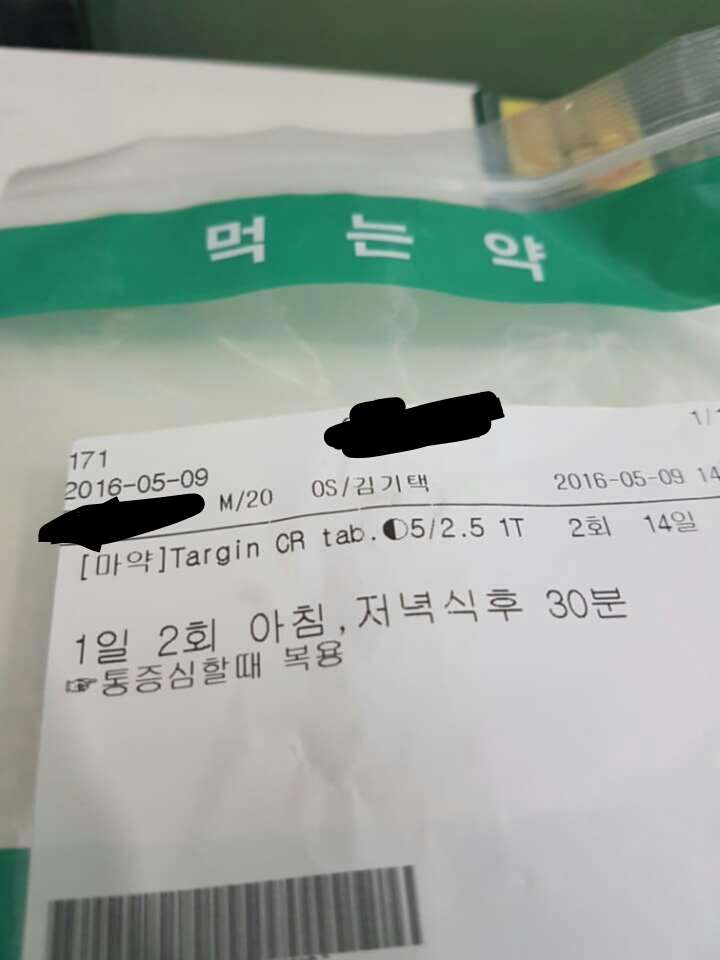 먹 는 약
171
2016-05-09
M/20 OS/김기택 2016-05-09 14
[마약]Targin CR tab.◐5/2.5 1T 2회 14일
1일 2회 아침,저녁식후 30분
☞통증심할때 복용